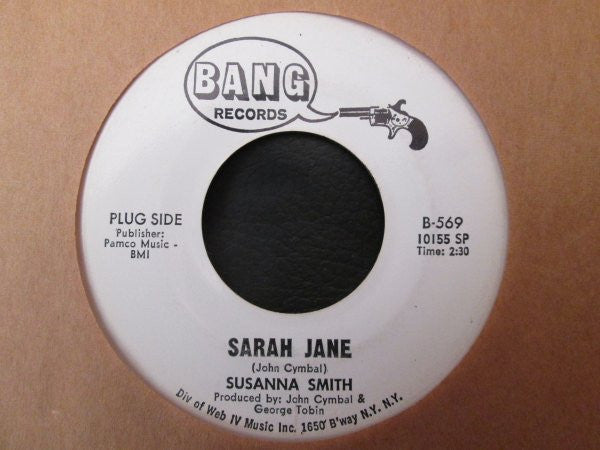 BANG
RECORDS
PLUG SIDE
Publisher:
Pamco Music -
BMI
B-569
10155 SP
Time: 2:30
SARAH JANE
(John Cymbal)
SUSANNA SMITH
Produced by: John Cymbal &
George Tobin
Div of Web IV Music Inc. 1650 B'way N.Y. N.Y.